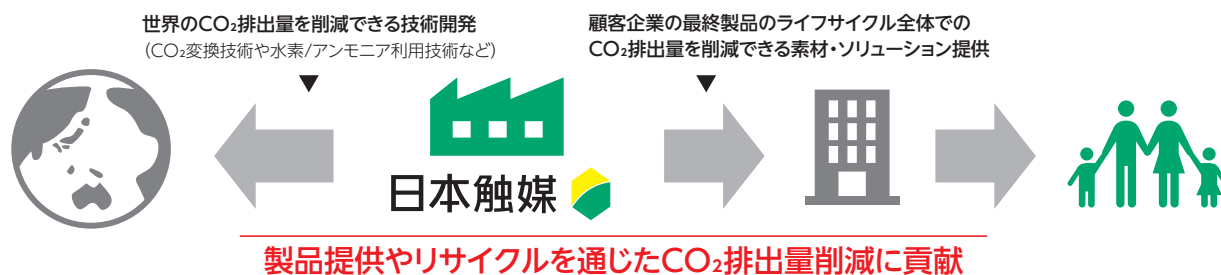 世界のCO₂排出量を削減できる技術開発
（CO₂変換技術や水素/アンモニア利用技術など）
顧客企業の最終製品のライフサイクル全体での
CO₂排出量を削減できる素材・ソリューション提供
日本触媒
製品提供やリサイクルを通じたCO₂排出量削減に貢献